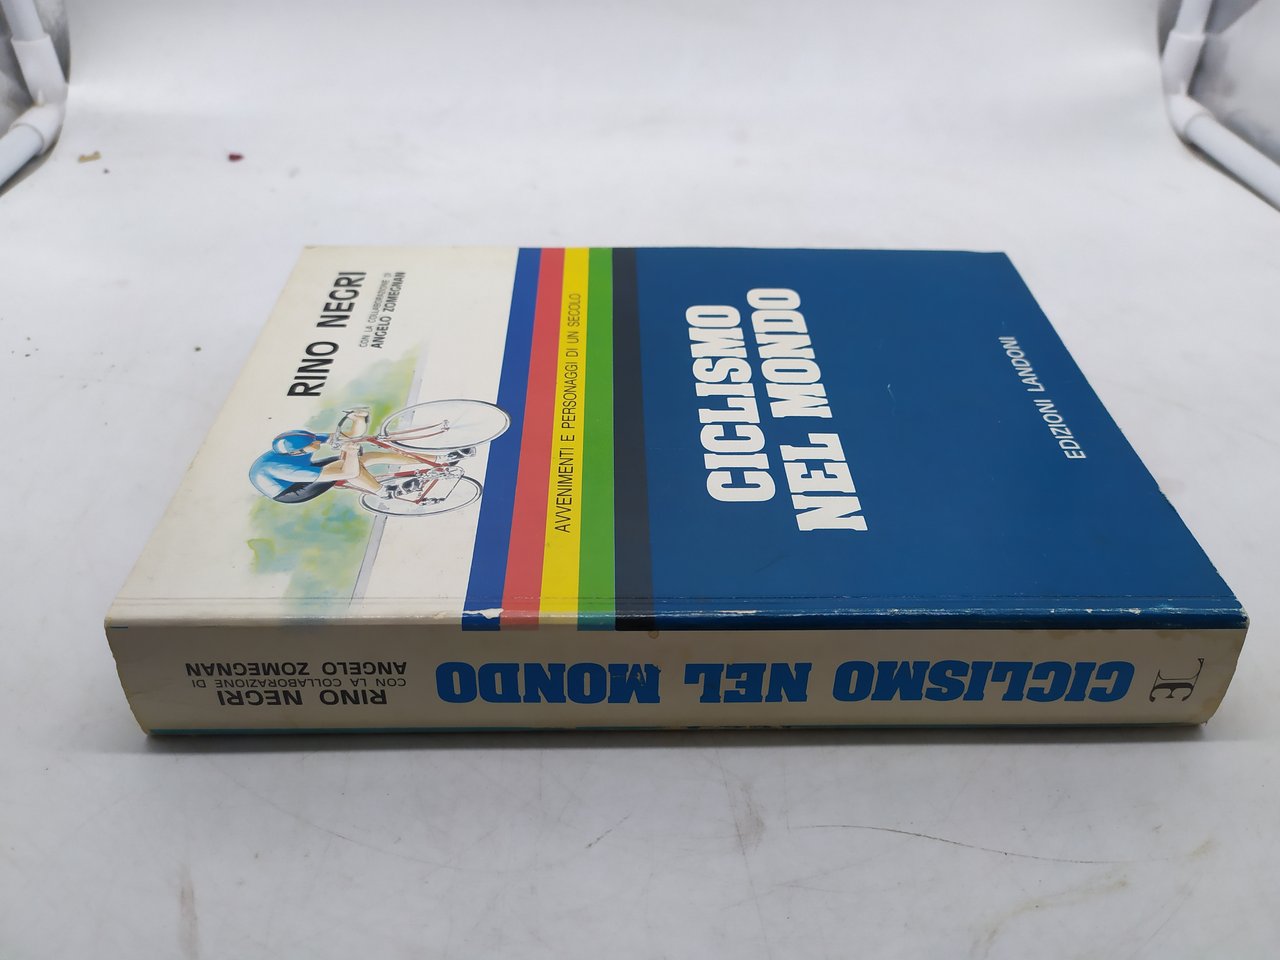 RINO NEGRI
CON LA COLLABORAZIONE DI
ANGELO ZOMEGNAN
AVVENIMENTI E PERSONAGGI DI UN SECOLO
CICLISMO
NEL MONDO
EDIZIONI LANDONI
RINO NEGRI
CON LA COLLABORAZIONE DI
ANGELO ZOMEGNAN
CICLISMO NEL MONDO